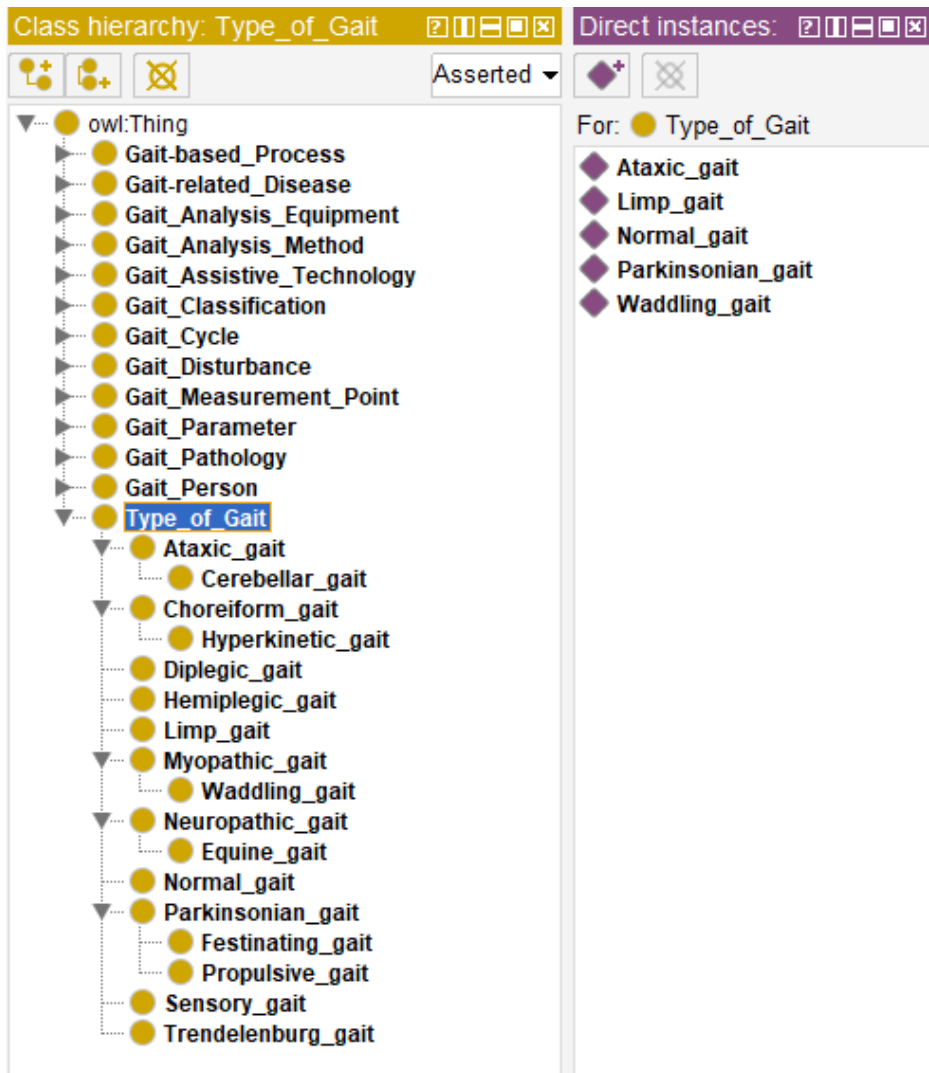 Class hierarchy: Type_of_Gait
Asserted
owl:Thing
Gait-based_Process
Gait-related_Disease
Gait_Analysis_Equipment
Gait_Analysis_Method
Gait_Assistive_Technology
Gait_Classification
Gait_Cycle
Gait_Disturbance
Gait_Measurement_Point
Gait_Parameter
Gait_Pathology
Gait_Person
Type_of_Gait
Ataxic_gait
Cerebellar_gait
Choreiform_gait
Hyperkinetic_gait
Diplegic_gait
Hemiplegic_gait
Limp_gait
Myopathic_gait
Waddling_gait
Neuropathic_gait
Equine_gait
Normal_gait
Parkinsonian_gait
Festinating_gait
Propulsive_gait
Sensory_gait
Trendelenburg_gait
Direct instances:
For: Type_of_Gait
Ataxic_gait
Limp_gait
Normal_gait
Parkinsonian_gait
Waddling_gait